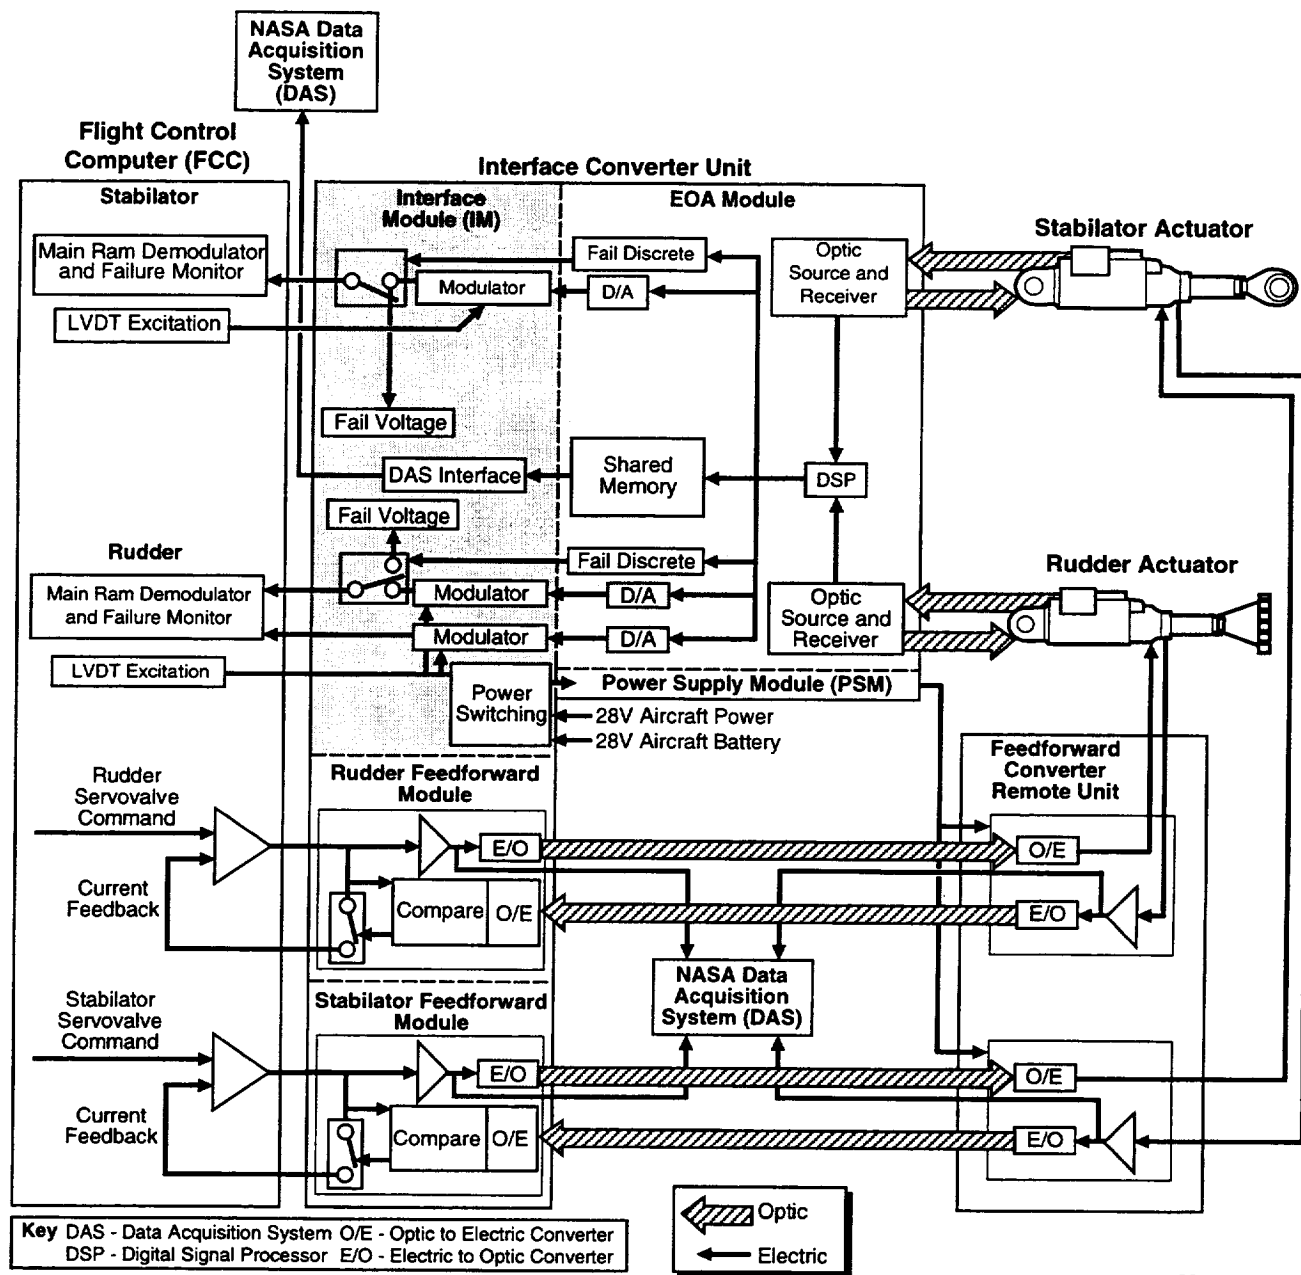 NASA Data
Acquisition
System
(DAS)
Flight Control
Computer (FCC)
Interface Converter Unit
Stabilator
Interface
Module (IM)
EOA Module
Stabilator Actuator
Main Ram Demodulator
and Failure Monitor
Fail Discrete
Optic
Source and
Receiver
Modulator
D/A
LVDT Excitation
Fail Voltage
DAS Interface
Shared
Memory
DSP
Fail Voltage
Rudder
Fail Discrete
Rudder Actuator
Main Ram Demodulator
and Failure Monitor
Modulator
D/A
Optic
Source and
Receiver
Modulator
D/A
LVDT Excitation
Power
Switching
Power Supply Module (PSM)
28V Aircraft Power
28V Aircraft Battery
Feedforward
Converter
Remote Unit
Rudder
Servovalve
Command
Rudder Feedforward
Module
E/O
O/E
Current
Feedback
Compare
O/E
E/O
NASA Data
Acquisition
System (DAS)
Stabilator
Servovalve
Command
Stabilator Feedforward
Module
E/O
O/E
Current
Feedback
Compare
O/E
E/O
Optic
Electric
Key DAS - Data Acquisition System O/E - Optic to Electric Converter
DSP - Digital Signal Processor E/O - Electric to Optic Converter